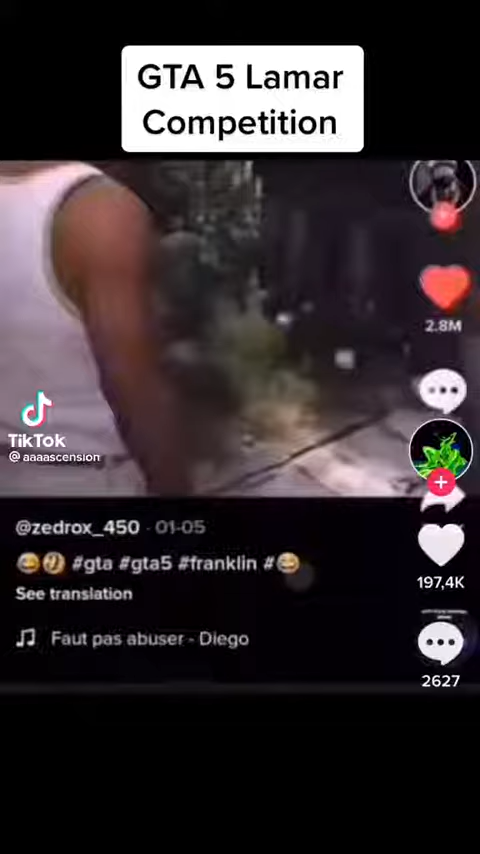 GTA 5 Lamar
Competition
2.8M
TikTok
@aaaascension
@zedrox_450 · 01-05
😂🤣 #gta #gta5 #franklin #😂
See translation
197,4K
Faut pas abuser - Diego
2627